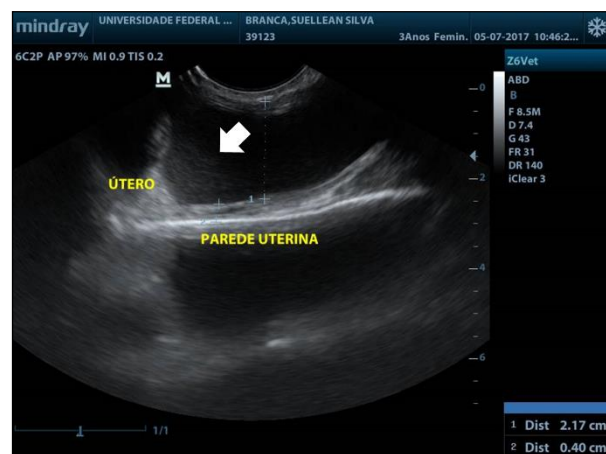 mindray
UNIVERSIDADE FEDERAL ...
BRANCA,SUELLEAN SILVA
39123
3Anos Femin.
05-07-2017 10:46:2...
6C2P AP 97% MI 0.9 TIS 0.2
M
Z6Vet
ABD
B
F 8.5M
D 7.4
G 43
FR 31
DR 140
iClear 3
0
2
4
6
ÚTERO
1
2
PAREDE UTERINA
1/1
1 Dist 2.17 cm
2 Dist 0.40 cm